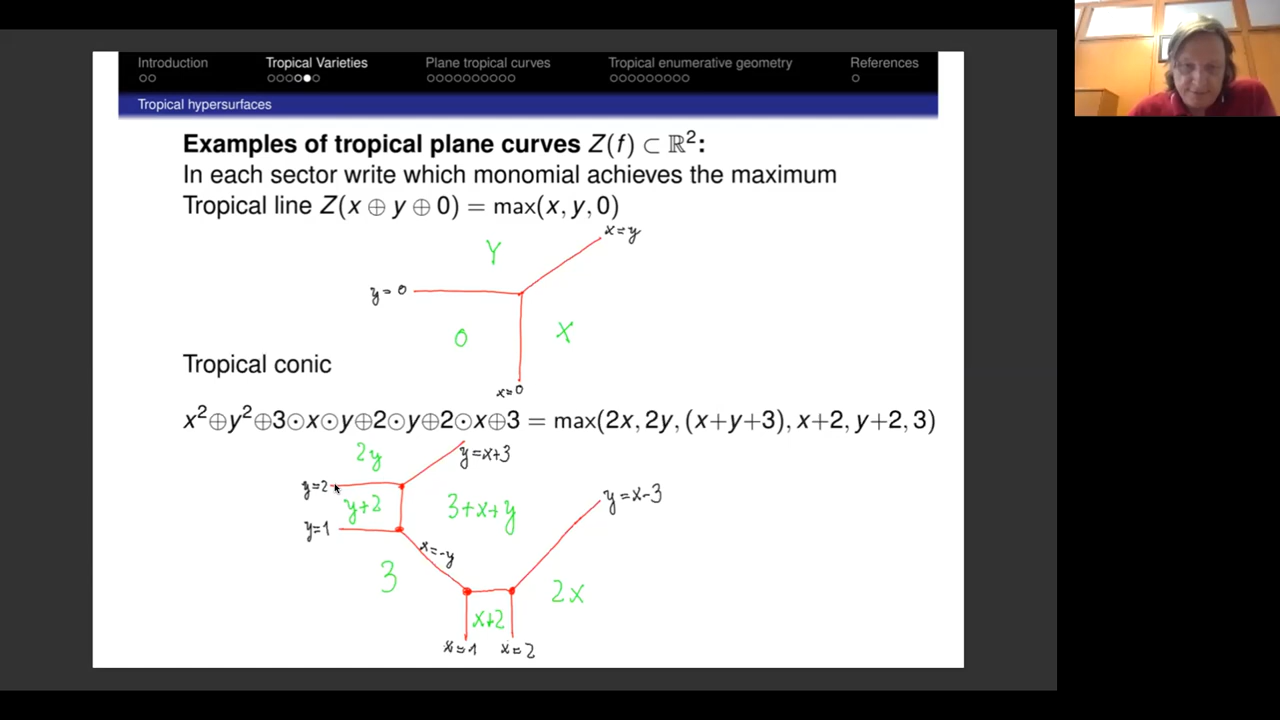 Introduction Tropical Varieties Plane tropical curves Tropical enumerative geometry References
Tropical hypersurfaces
Examples of tropical plane curves Z(f) ⊂ ℝ²:
In each sector write which monomial achieves the maximum
Tropical line Z(x ⊕ y ⊕ 0) = max(x, y, 0)
x=y
Y
y=0
0
X
x=0
Tropical conic
x²⊕y²⊕3⊙x⊙y⊕2⊙y⊕2⊙x⊕3 = max(2x, 2y, (x+y+3), x+2, y+2, 3)
2y
y=x+3
y=2
y+2
3+x+y
y=x-3
y=1
x=-y
3
2x
x+2
x=1
x=2